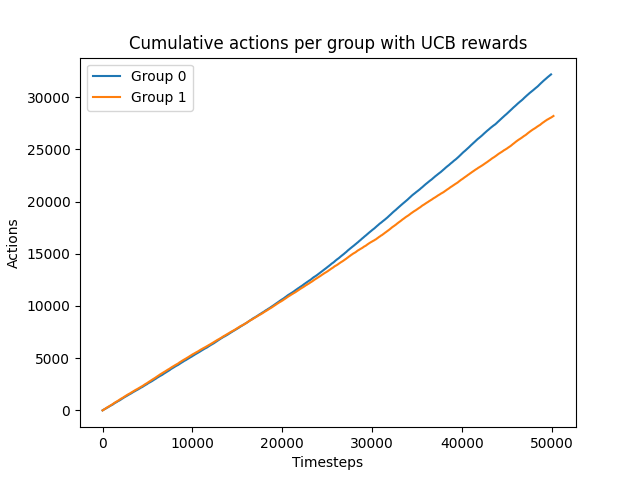 Cumulative actions per group with UCB rewards
Group 0
Group 1
Actions
30000
25000
20000
15000
10000
5000
0
0 10000 20000 30000 40000 50000
Timesteps